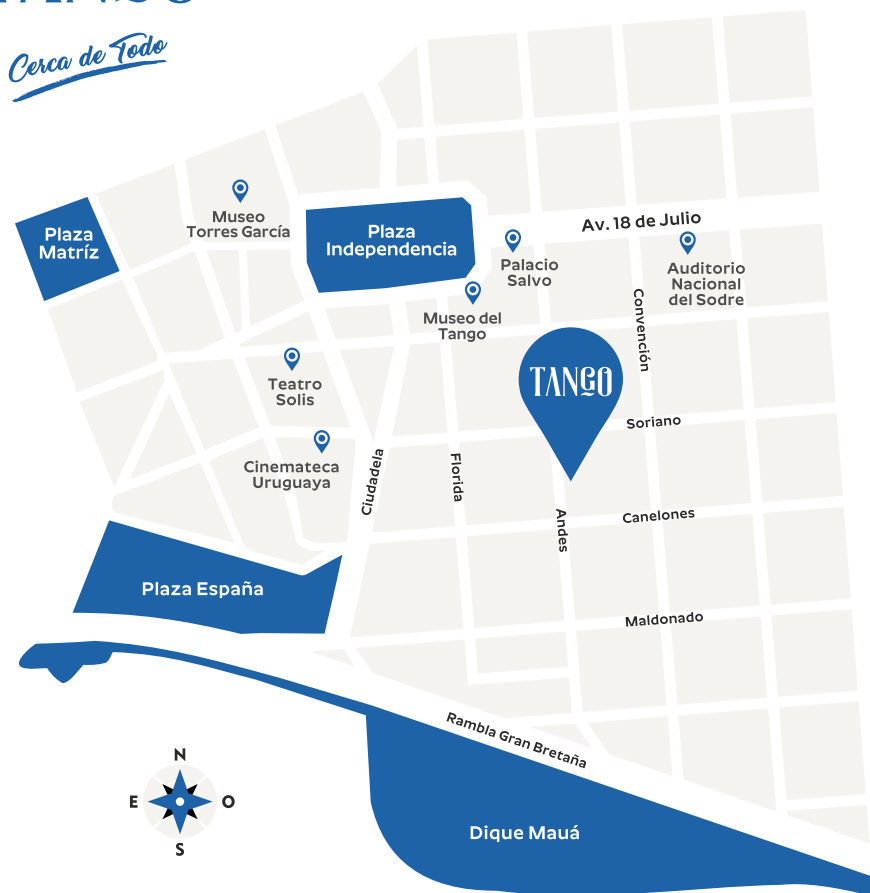 Cerca de Todo
Plaza
Matríz
Museo
Torres García
Plaza
Independencia
Av. 18 de Julio
Palacio
Salvo
Auditorio
Nacional
del Sodre
Museo del
Tango
Convención
TANGO
Teatro
Solis
Soriano
Cinemateca
Uruguaya
Ciudadela
Florida
Andes
Canelones
Plaza España
Maldonado
Rambla Gran Bretaña
N
E
O
S
Dique Mauá